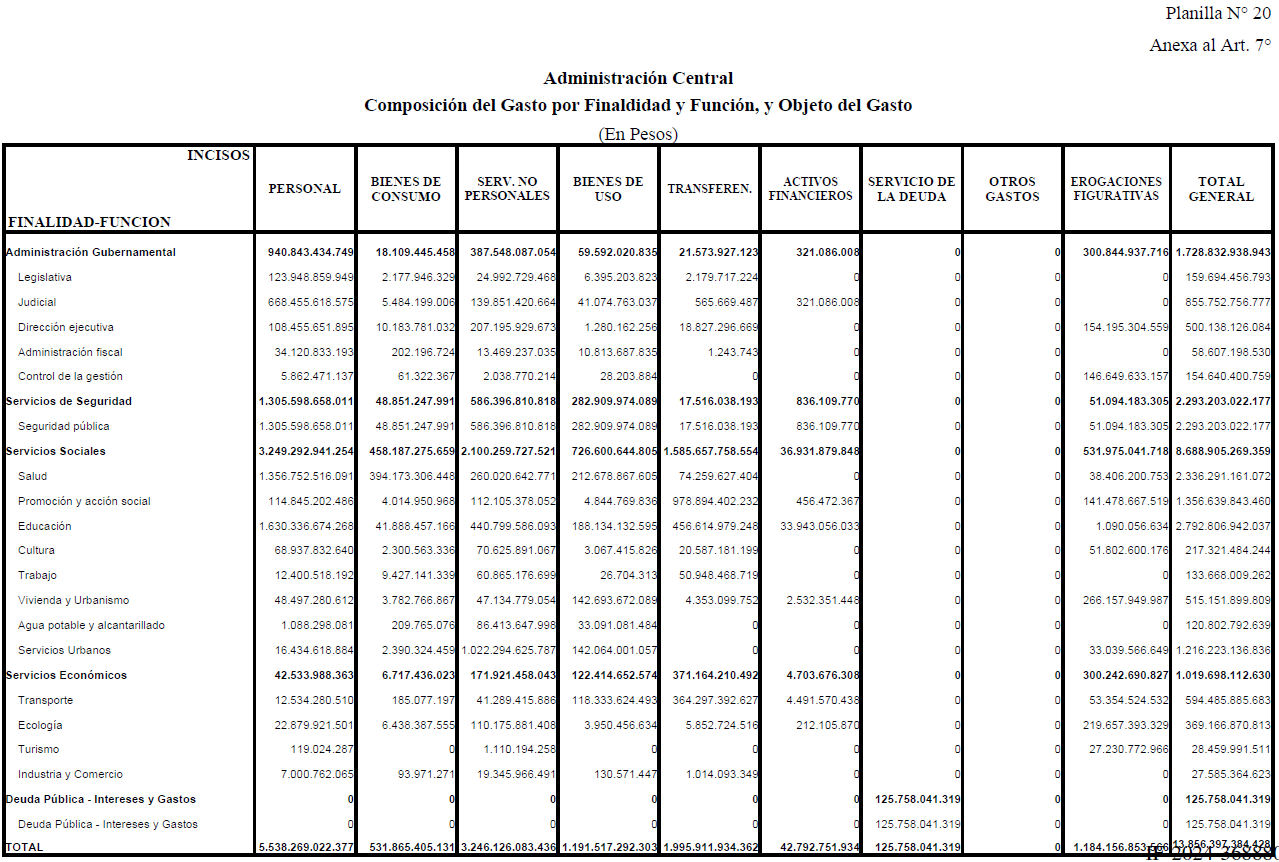 Planilla N° 20
Anexa al Art. 7°
Administración Central
Composición del Gasto por Finaldidad y Función, y Objeto del Gasto
(En Pesos)
INCISOS
FINALIDAD-FUNCION
PERSONAL BIENES DE CONSUMO SERV. NO PERSONALES BIENES DE USO TRANSFEREN. ACTIVOS FINANCIEROS SERVICIO DE LA DEUDA OTROS GASTOS EROGACIONES FIGURATIVAS TOTAL GENERAL
Administración Gubernamental 940.843.434.749 18.109.445.458 387.548.087.054 59.592.020.835 21.573.927.123 321.086.008 0 0 300.844.937.716 1.728.832.938.943
Legislativa 123.948.859.949 2.177.946.329 24.992.729.468 6.395.203.823 2.179.717.224 0 0 0 0 159.694.456.793
Judicial 668.455.618.575 5.484.199.006 139.851.420.664 41.074.763.037 565.669.487 321.086.008 0 0 0 855.752.756.777
Dirección ejecutiva 108.455.651.895 10.183.781.032 207.195.929.673 1.280.162.256 18.827.296.669 0 0 0 154.195.304.559 500.138.126.084
Administración fiscal 34.120.833.193 202.196.724 13.469.237.035 10.813.687.835 1.243.743 0 0 0 0 58.607.198.530
Control de la gestión 5.862.471.137 61.322.367 2.038.770.214 28.203.884 0 0 0 0 146.649.633.157 154.640.400.759
Servicios de Seguridad 1.305.598.658.011 48.851.247.991 586.396.810.818 282.909.974.089 17.516.038.193 836.109.770 0 0 51.094.183.305 2.293.203.022.177
Seguridad pública 1.305.598.658.011 48.851.247.991 586.396.810.818 282.909.974.089 17.516.038.193 836.109.770 0 0 51.094.183.305 2.293.203.022.177
Servicios Sociales 3.249.292.941.254 458.187.275.659 2.100.259.727.521 726.600.644.805 1.585.657.758.554 36.931.879.848 0 0 531.975.041.718 8.688.905.269.359
Salud 1.356.752.516.091 394.173.306.448 260.020.642.771 212.678.867.605 74.259.627.404 0 0 0 38.406.200.753 2.336.291.161.072
Promoción y acción social 114.845.202.486 4.014.950.968 112.105.378.052 4.844.769.836 978.894.402.232 456.472.367 0 0 141.478.667.519 1.356.639.843.460
Educación 1.630.336.674.268 41.888.457.166 440.799.586.093 188.134.132.595 456.614.979.248 33.943.056.033 0 0 1.090.056.634 2.792.806.942.037
Cultura 68.937.832.640 2.300.563.336 70.625.891.067 3.067.415.826 20.587.181.199 0 0 0 51.802.600.176 217.321.484.244
Trabajo 12.400.518.192 9.427.141.339 60.865.176.699 26.704.313 50.948.468.719 0 0 0 0 133.668.009.262
Vivienda y Urbanismo 48.497.280.612 3.782.766.867 47.134.779.054 142.693.672.089 4.353.099.752 2.532.351.448 0 0 266.157.949.987 515.151.899.809
Agua potable y alcantarillado 1.088.298.081 209.765.076 86.413.647.998 33.091.081.484 0 0 0 0 0 120.802.792.639
Servicios Urbanos 16.434.618.884 2.390.324.459 1.022.294.625.787 142.064.001.057 0 0 0 0 33.039.566.649 1.216.223.136.836
Servicios Económicos 42.533.988.363 6.717.436.023 171.921.458.043 122.414.652.574 371.164.210.492 4.703.676.308 0 0 300.242.690.827 1.019.698.112.630
Transporte 12.534.280.510 185.077.197 41.289.415.886 118.333.624.493 364.297.392.627 4.491.570.438 0 0 53.354.524.532 594.485.885.683
Ecología 22.879.921.501 6.438.387.555 110.175.881.408 3.950.456.634 5.852.724.516 212.105.870 0 0 219.657.393.329 369.166.870.813
Turismo 119.024.287 0 1.110.194.258 0 0 0 0 0 27.230.772.966 28.459.991.511
Industria y Comercio 7.000.762.065 93.971.271 19.345.966.491 130.571.447 1.014.093.349 0 0 0 0 27.585.364.623
Deuda Pública - Intereses y Gastos 0 0 0 0 0 0 125.758.041.319 0 0 125.758.041.319
Deuda Pública - Intereses y Gastos 0 0 0 0 0 0 125.758.041.319 0 0 125.758.041.319
TOTAL 5.538.269.022.377 531.865.405.131 3.246.126.083.436 1.191.517.292.303 1.995.911.934.362 42.792.751.934 125.758.041.319 0 1.184.156.853.566 13.856.397.384.428